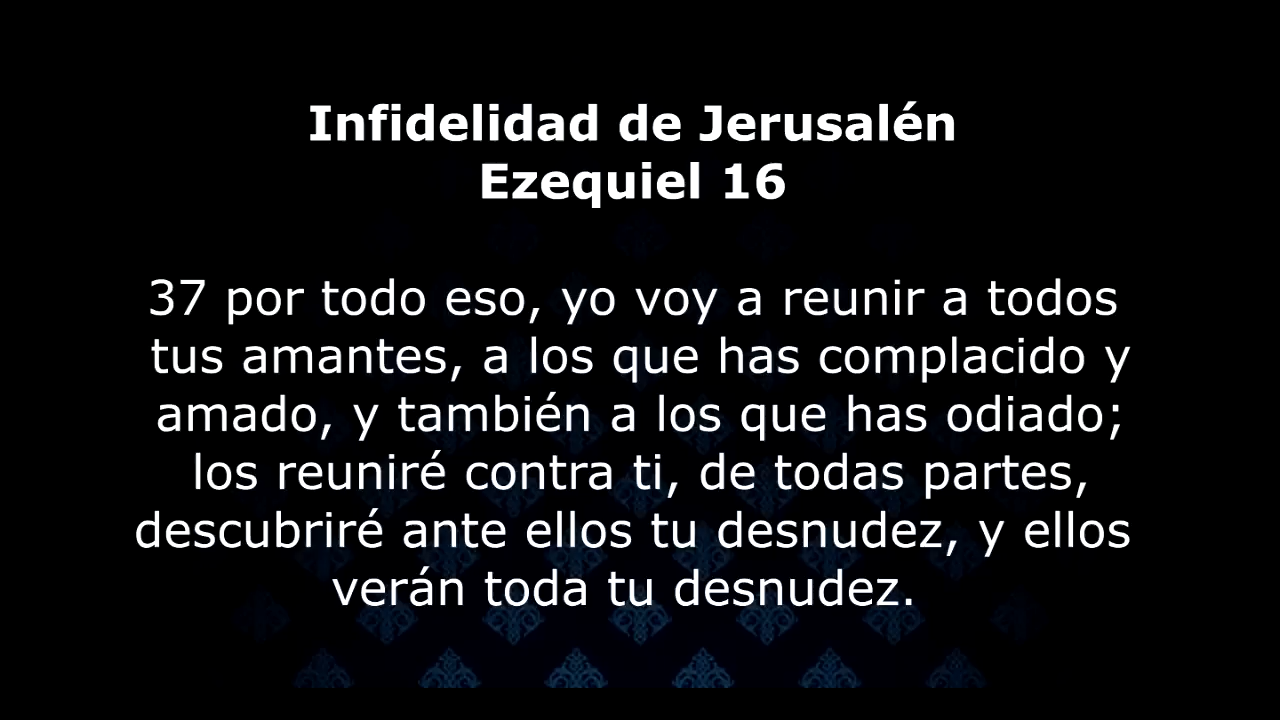 Infidelidad de Jerusalén
Ezequiel 16
37 por todo eso, yo voy a reunir a todos
tus amantes, a los que has complacido y
amado, y también a los que has odiado;
los reuniré contra ti, de todas partes,
descubriré ante ellos tu desnudez, y ellos
verán toda tu desnudez.